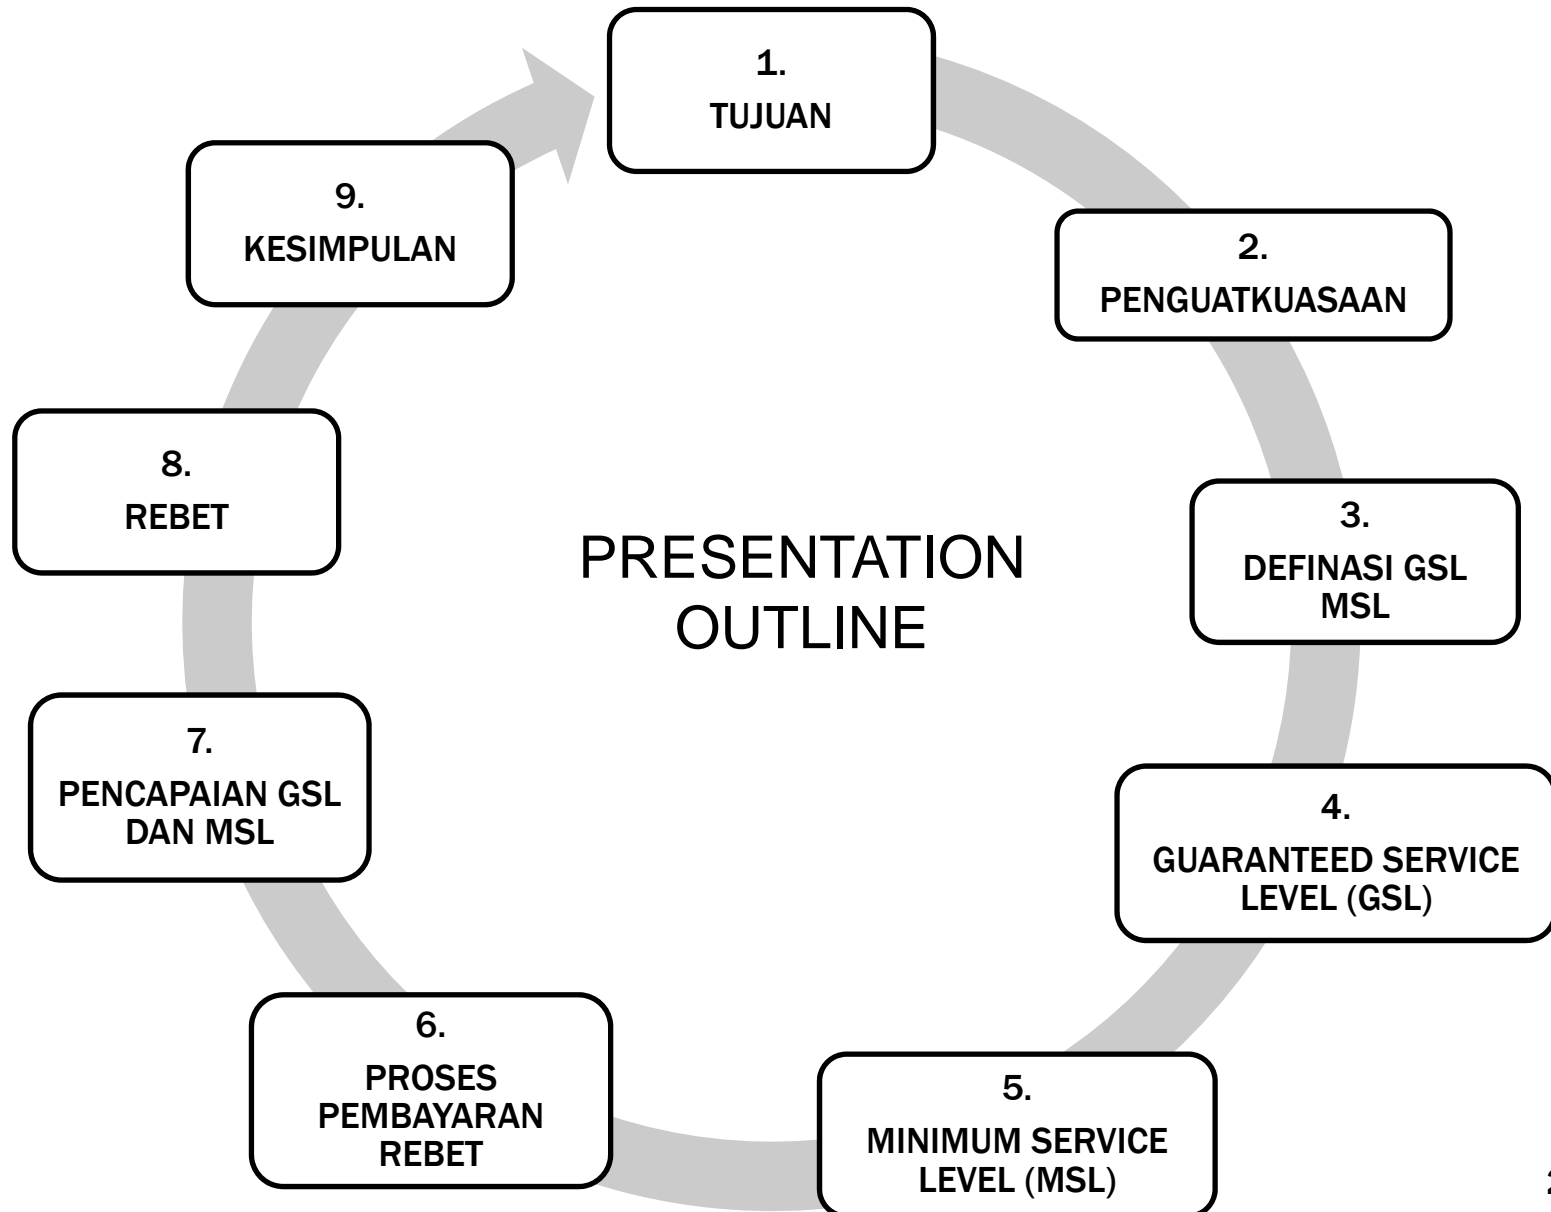 1.
TUJUAN
2.
PENGUATKUASAAN
3.
DEFINASI GSL
MSL
4.
GUARANTEED SERVICE
LEVEL (GSL)
5.
MINIMUM SERVICE
LEVEL (MSL)
6.
PROSES
PEMBAYARAN
REBET
7.
PENCAPAIAN GSL
DAN MSL
8.
REBET
9.
KESIMPULAN
PRESENTATION
OUTLINE